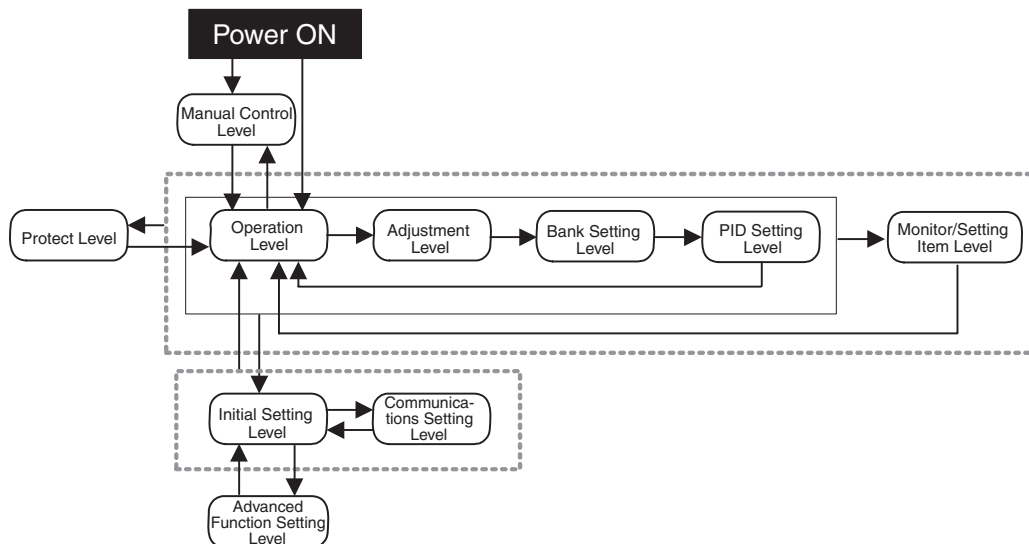 Power ON
Manual Control
Level
Protect Level
Operation
Level
Adjustment
Level
Bank Setting
Level
PID Setting
Level
Monitor/Setting
Item Level
Initial Setting
Level
Communica-
tions Setting
Level
Advanced
Function Setting
Level